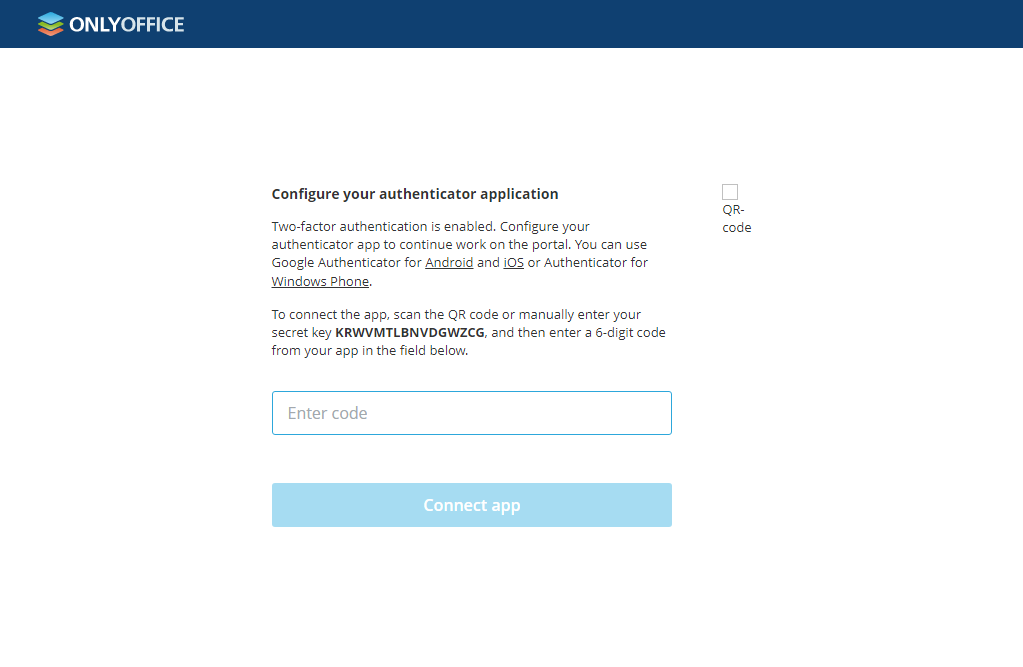 ONLYOFFICE
Configure your authenticator application
Two-factor authentication is enabled. Configure your
authenticator app to continue work on the portal. You can use
Google Authenticator for Android and iOS or Authenticator for
Windows Phone.
To connect the app, scan the QR code or manually enter your
secret key KRWVMTLBNVDGWZCG, and then enter a 6-digit code
from your app in the field below.
Enter code
Connect app
QR-
code